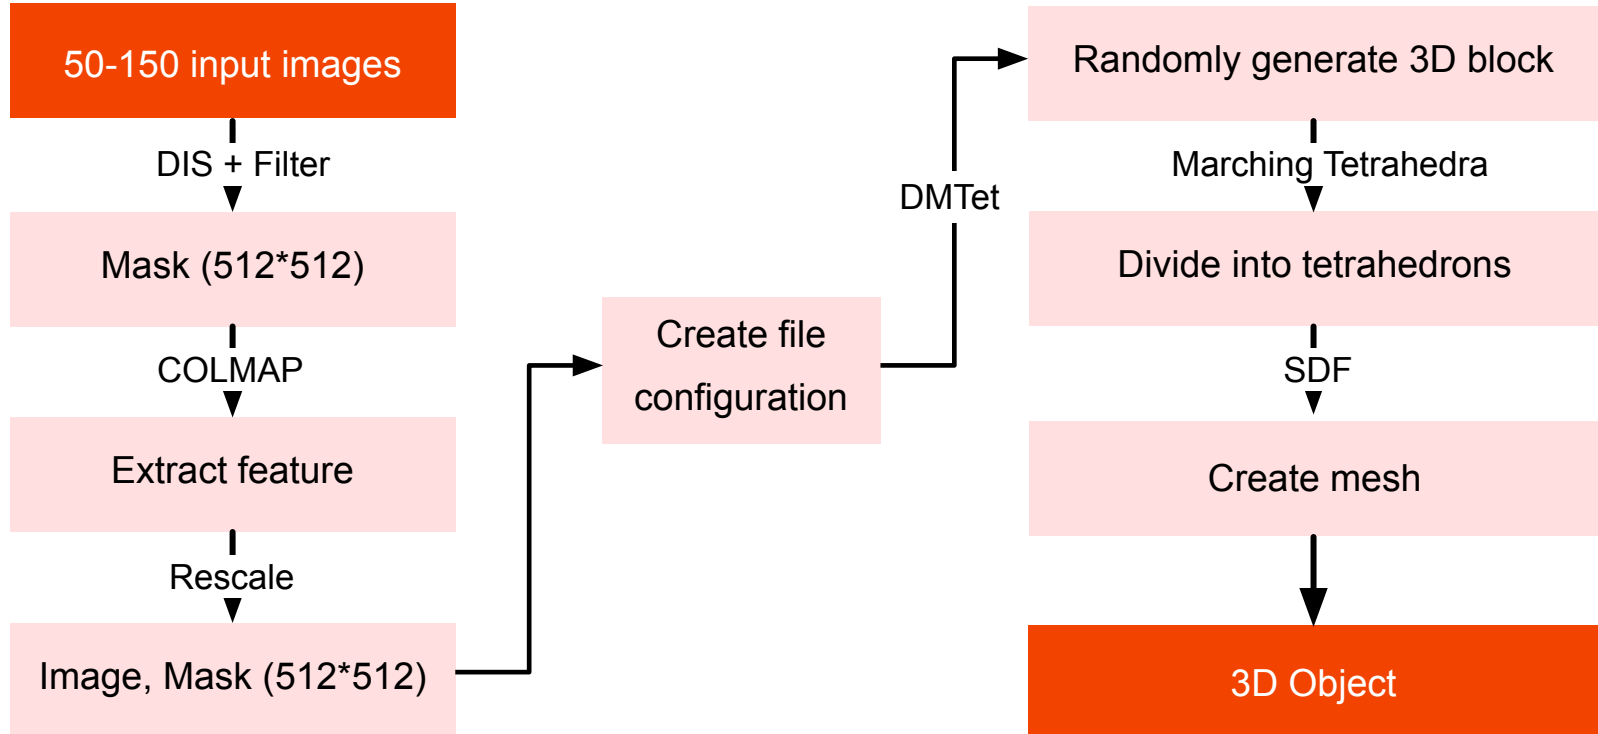 50-150 input images
DIS + Filter
Mask (512*512)
COLMAP
Extract feature
Rescale
Image, Mask (512*512)
Create file
configuration
DMTet
Randomly generate 3D block
Marching Tetrahedra
Divide into tetrahedrons
SDF
Create mesh
3D Object